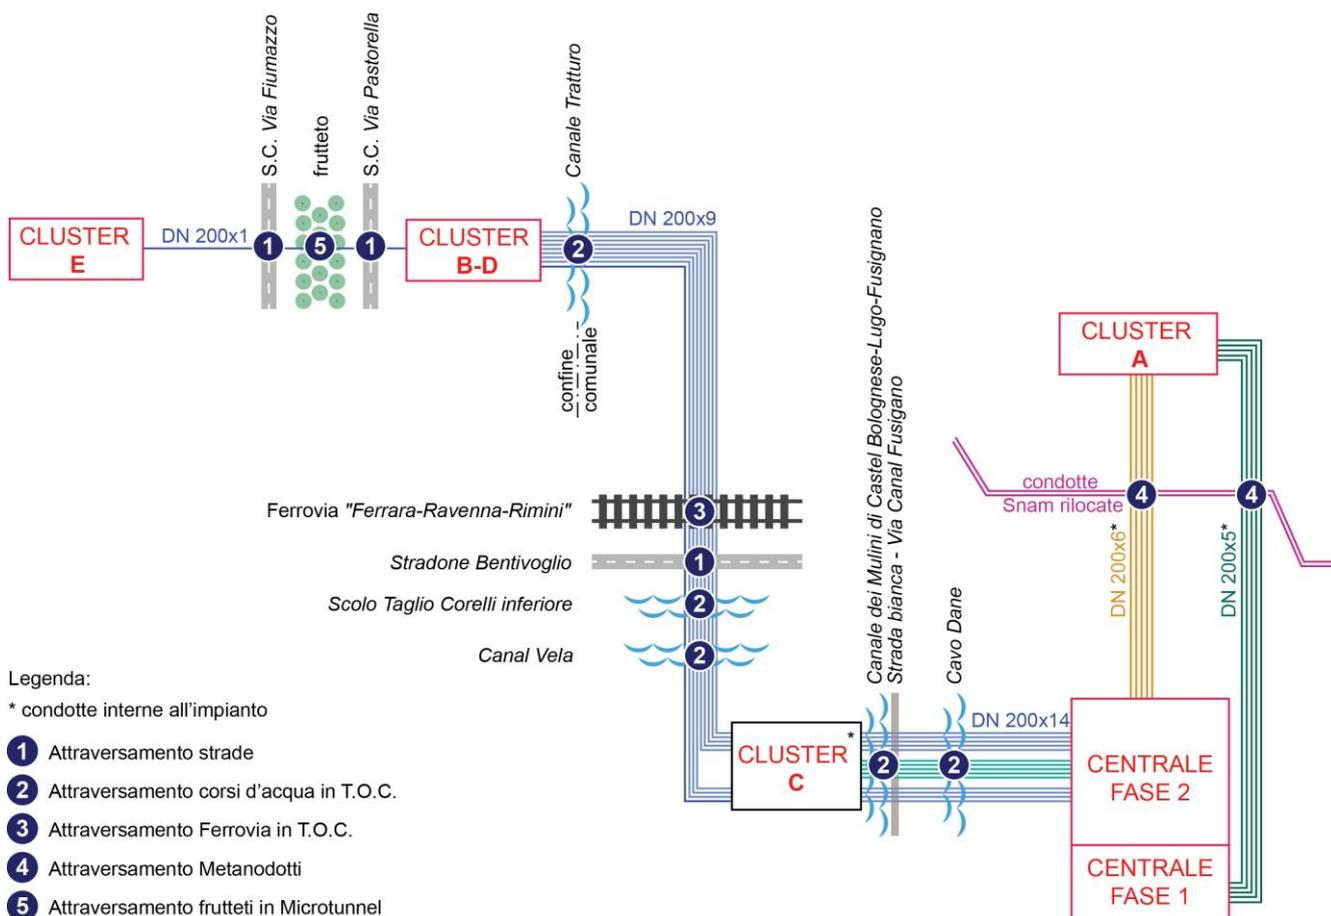 S.C. Via Fiumazzo
frutteto
S.C. Via Pastorella
Canale Tratturo
CLUSTER
E
DN 200x1
1
5
1
CLUSTER
B-D
2
DN 200x9
confine
comunale
Canale dei Mulini di Castel Bolognese-Lugo-Fusignano
Strada bianca - Via Canal Fusigano
Cavo Dane
CLUSTER
A
condotte
Snam rilocate
4
4
DN 200x6*
DN 200x5*
Ferrovia "Ferrara-Ravenna-Rimini"
3
Stradone Bentivoglio
1
Scolo Taglio Corelli inferiore
2
Canal Vela
2
CLUSTER *
C
2
2
DN 200x14
CENTRALE
FASE 2
CENTRALE
FASE 1
Legenda:
* condotte interne all'impianto
1 Attraversamento strade
2 Attraversamento corsi d'acqua in T.O.C.
3 Attraversamento Ferrovia in T.O.C.
4 Attraversamento Metanodotti
5 Attraversamento frutteti in Microtunnel